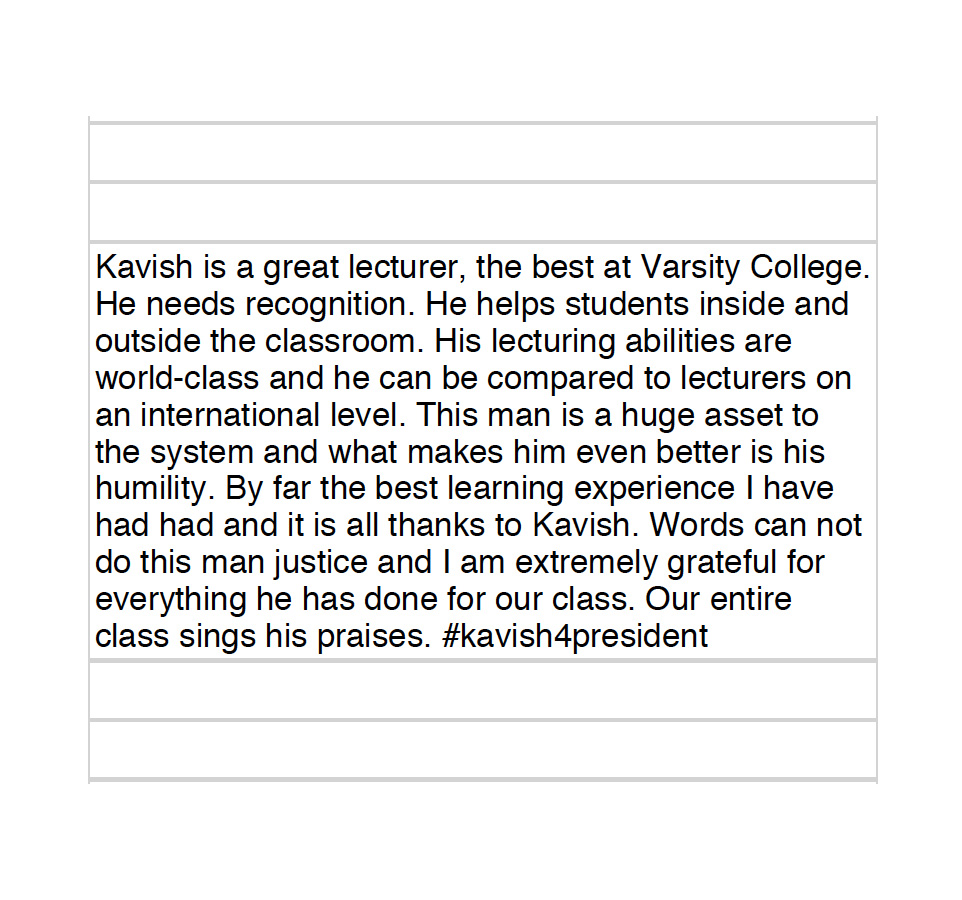 Kavish is a great lecturer, the best at Varsity College.
He needs recognition. He helps students inside and
outside the classroom. His lecturing abilities are
world-class and he can be compared to lecturers on
an international level. This man is a huge asset to
the system and what makes him even better is his
humility. By far the best learning experience I have
had had and it is all thanks to Kavish. Words can not
do this man justice and I am extremely grateful for
everything he has done for our class. Our entire
class sings his praises. #kavish4president